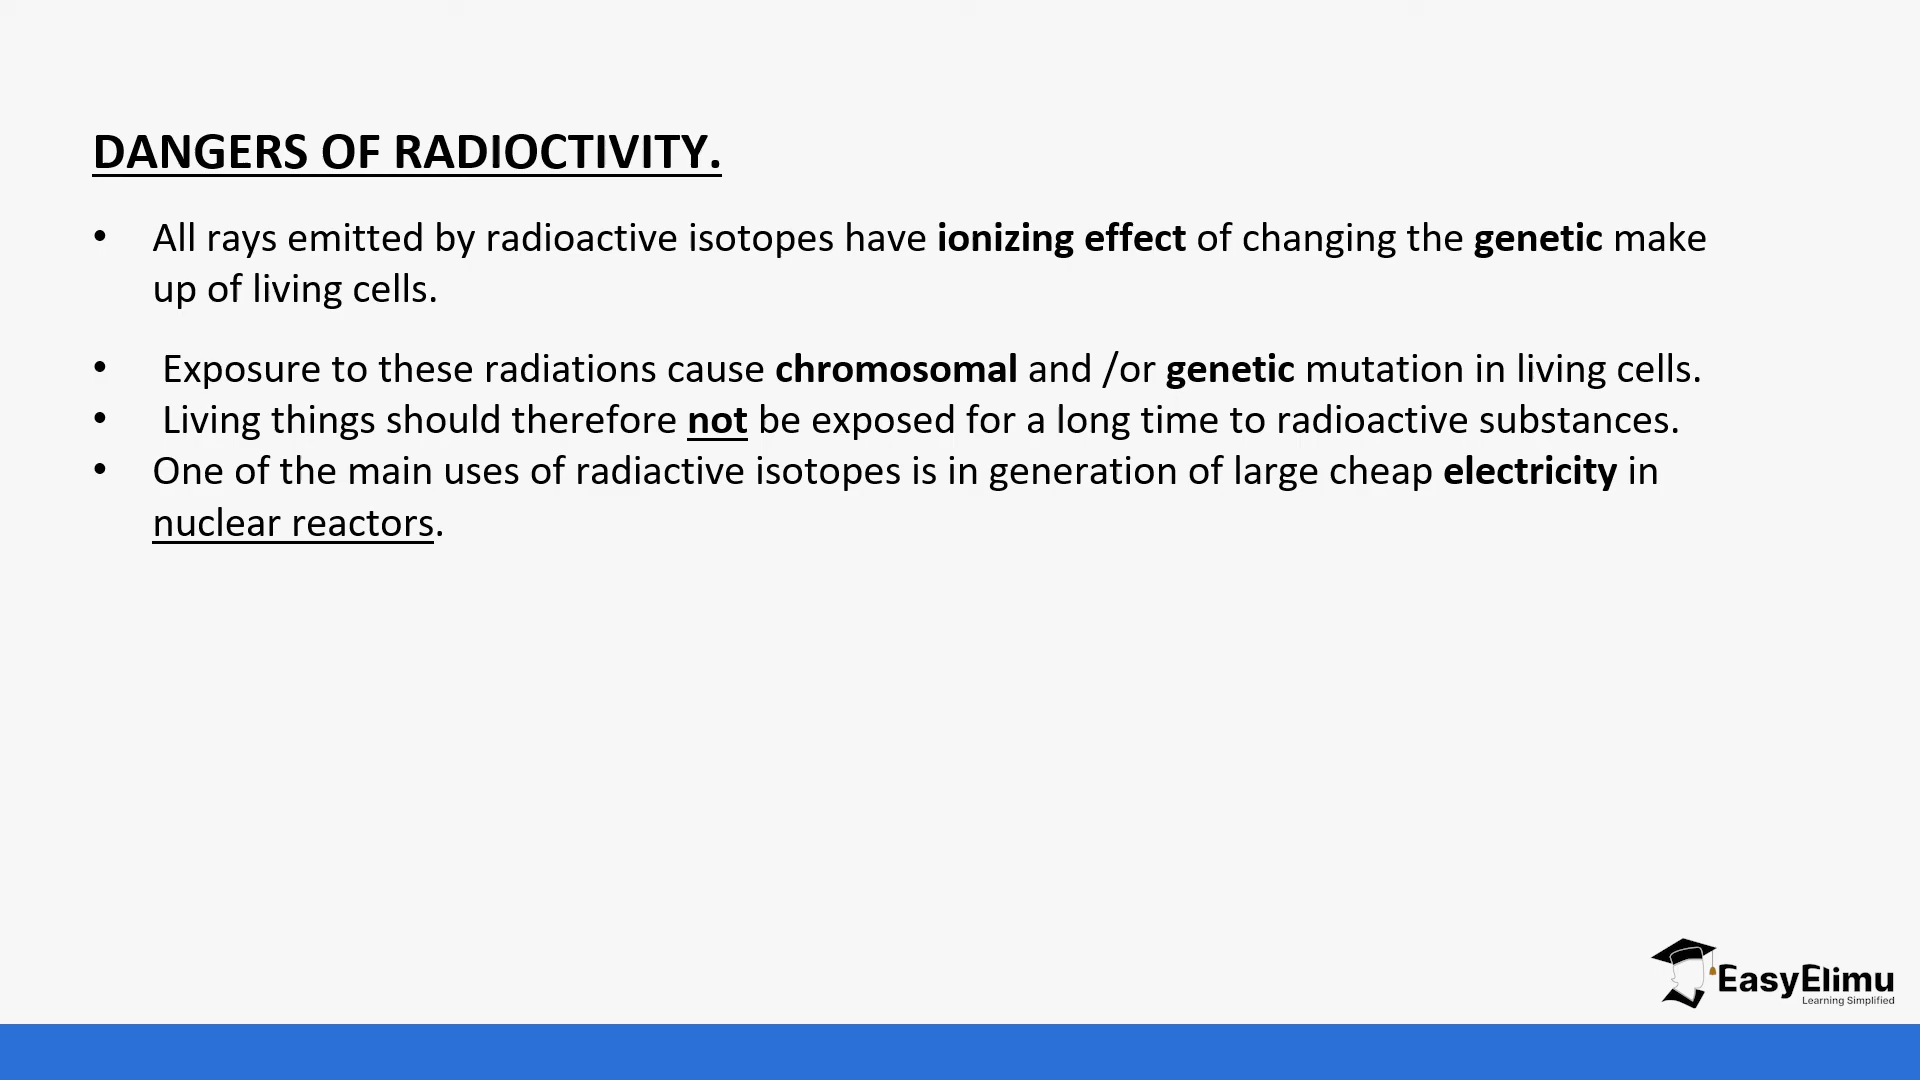 DANGERS OF RADIOCTIVITY.
• All rays emitted by radioactive isotopes have ionizing effect of changing the genetic make
up of living cells.
• Exposure to these radiations cause chromosomal and /or genetic mutation in living cells.
• Living things should therefore not be exposed for a long time to radioactive substances.
• One of the main uses of radiactive isotopes is in generation of large cheap electricity in
nuclear reactors.
EasyElimu
Learning Simplified